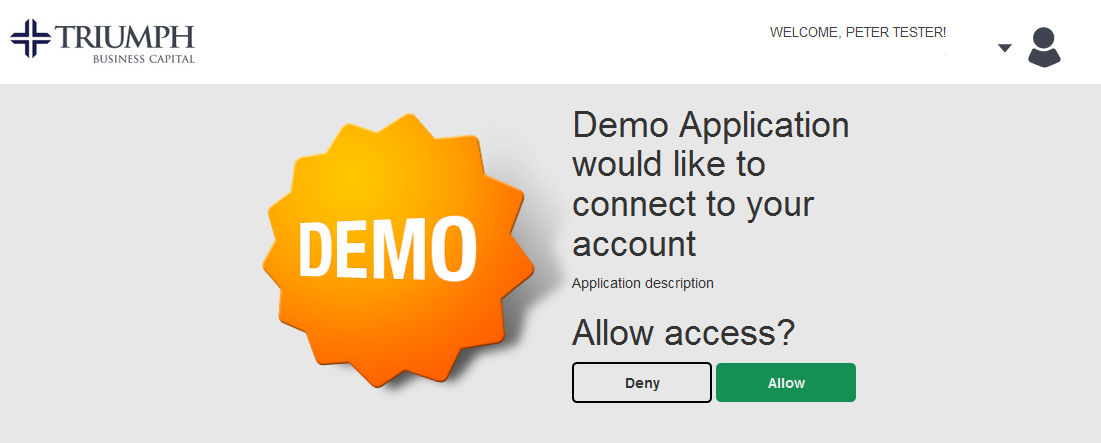 TRIUMPH
BUSINESS CAPITAL
WELCOME, PETER TESTER!
DEMO
Demo Application
would like to
connect to your
account
Application description
Allow access?
Deny
Allow